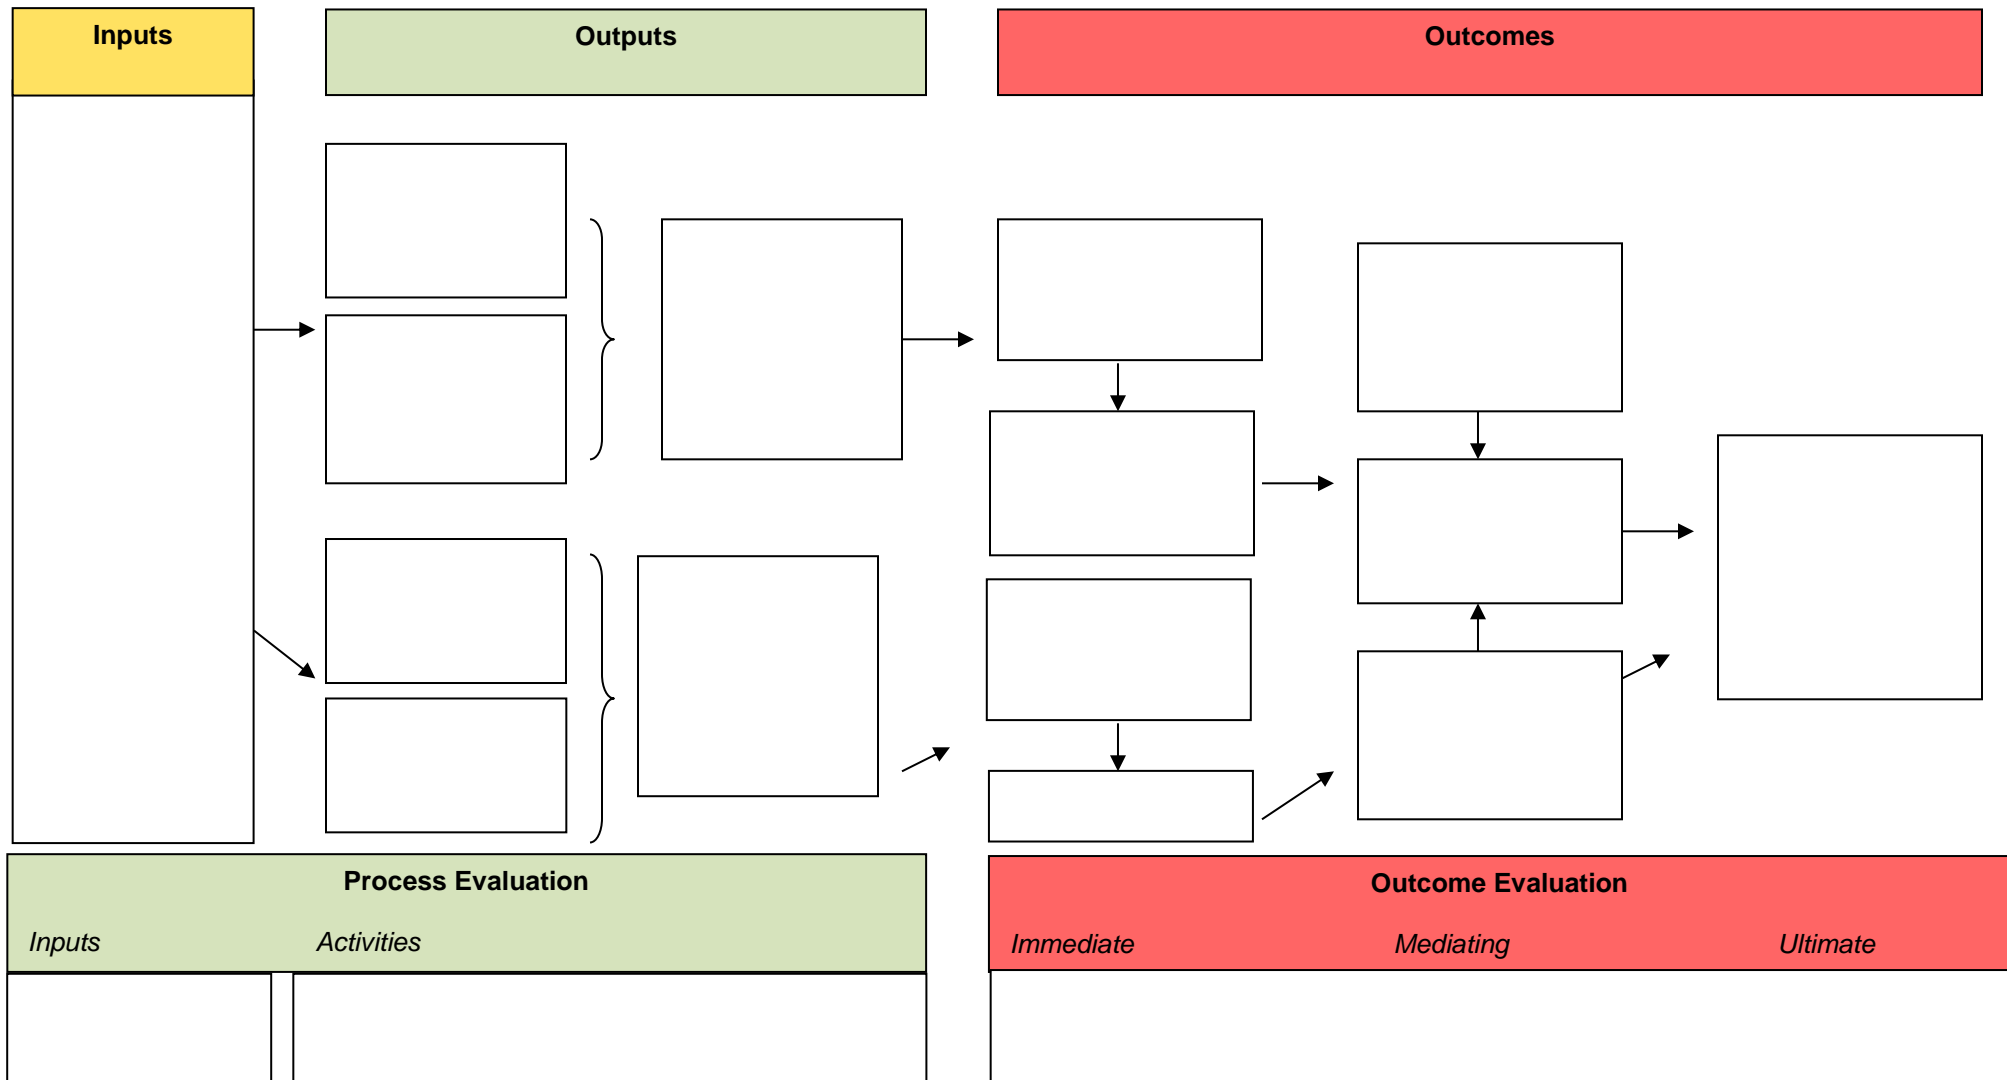 Inputs
Outputs
Outcomes
Process Evaluation
Inputs Activities
Outcome Evaluation
Immediate Mediating Ultimate